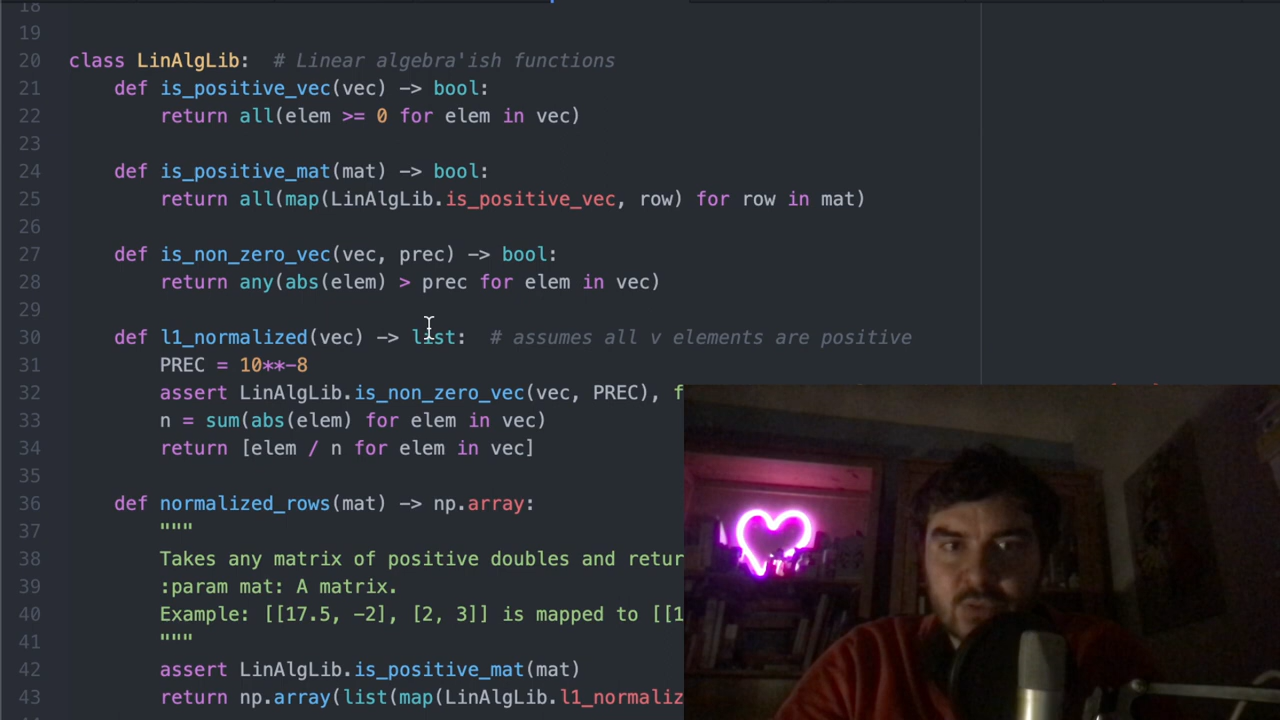 18
19
20 class LinAlgLib:  # Linear algebra'ish functions
21     def is_positive_vec(vec) -> bool:
22         return all(elem >= 0 for elem in vec)
23
24     def is_positive_mat(mat) -> bool:
25         return all(map(LinAlgLib.is_positive_vec, row) for row in mat)
26
27     def is_non_zero_vec(vec, prec) -> bool:
28         return any(abs(elem) > prec for elem in vec)
29
30     def l1_normalized(vec) -> list:  # assumes all v elements are positive
31         PREC = 10**-8
32         assert LinAlgLib.is_non_zero_vec(vec, PREC), f
33         n = sum(abs(elem) for elem in vec)
34         return [elem / n for elem in vec]
35
36     def normalized_rows(mat) -> np.array:
37         """
38         Takes any matrix of positive doubles and retur
39         :param mat: A matrix.
40         Example: [[17.5, -2], [2, 3]] is mapped to [[1
41         """
42         assert LinAlgLib.is_positive_mat(mat)
43         return np.array(list(map(LinAlgLib.l1_normaliz